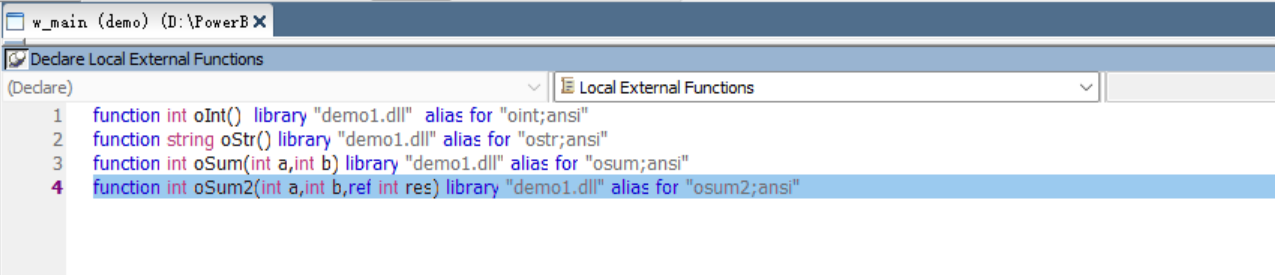 w_main (demo) (D:\PowerB
Declare Local External Functions
(Declare)
Local External Functions
1 function int oInt()  library "demo1.dll"  alias for "oint;ansi"
2 function string oStr() library "demo1.dll" alias for "ostr;ansi"
3 function int oSum(int a,int b) library "demo1.dll" alias for "osum;ansi"
4 function int oSum2(int a,int b,ref int res) library "demo1.dll" alias for "osum2;ansi"